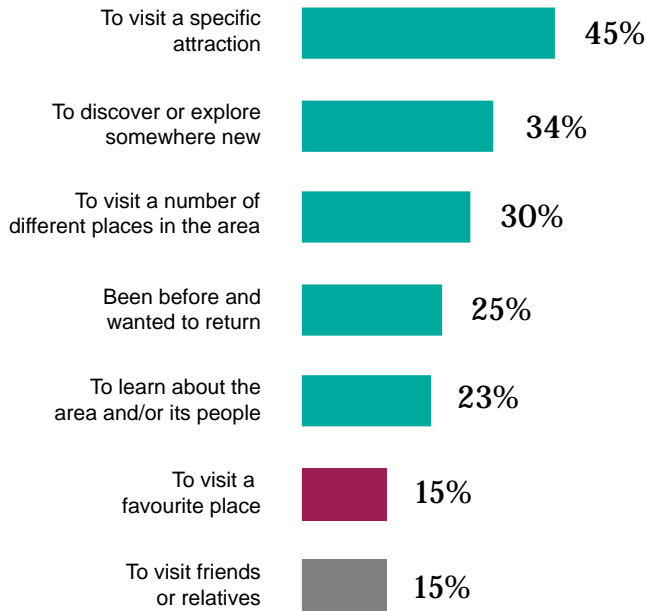 To visit a specific
attraction
45%
To discover or explore
somewhere new
34%
To visit a number of
different places in the area
30%
Been before and
wanted to return
25%
To learn about the
area and/or its people
23%
To visit a
favourite place
15%
To visit friends
or relatives
15%